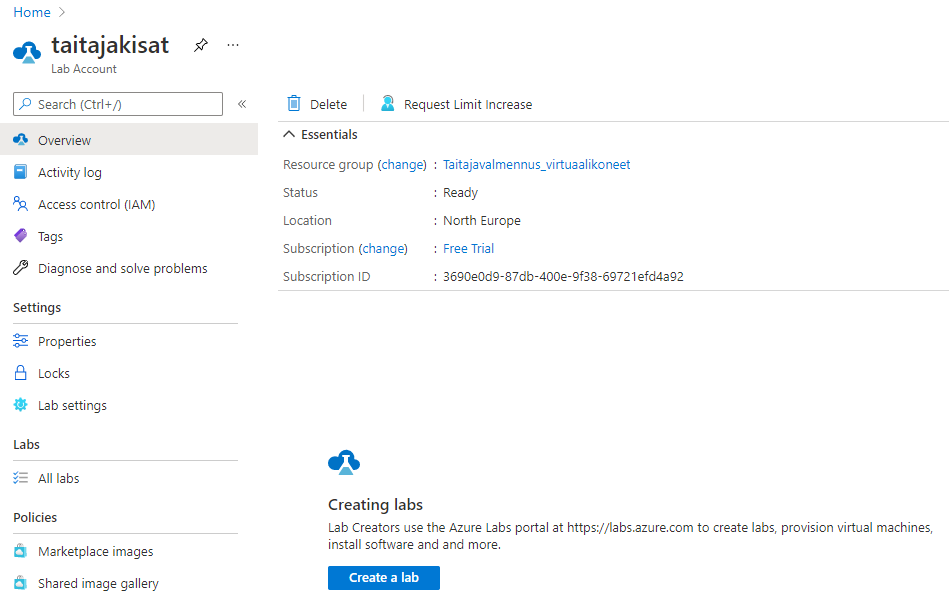 Home
taitajakisat
Lab Account
Search (Ctrl+/)
Overview
Activity log
Access control (IAM)
Tags
Diagnose and solve problems
Settings
Properties
Locks
Lab settings
Labs
All labs
Policies
Marketplace images
Shared image gallery
Delete
Request Limit Increase
Essentials
Resource group (change) : Taitajavalmennus_virtuaalikoneet
Status : Ready
Location : North Europe
Subscription (change) : Free Trial
Subscription ID : 3690e0d9-87db-400e-9f38-69721efd4a92
Creating labs
Lab Creators use the Azure Labs portal at https://labs.azure.com to create labs, provision virtual machines,
install software and and more.
Create a lab